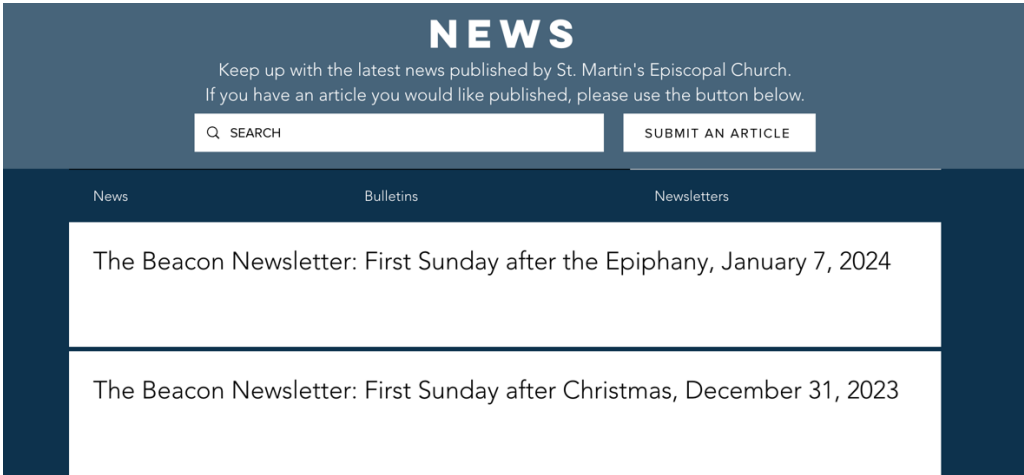 NEWS
Keep up with the latest news published by St. Martin's Episcopal Church.
If you have an article you would like published, please use the button below.
SEARCH
SUBMIT AN ARTICLE
News
Bulletins
Newsletters
The Beacon Newsletter: First Sunday after the Epiphany, January 7, 2024
The Beacon Newsletter: First Sunday after Christmas, December 31, 2023